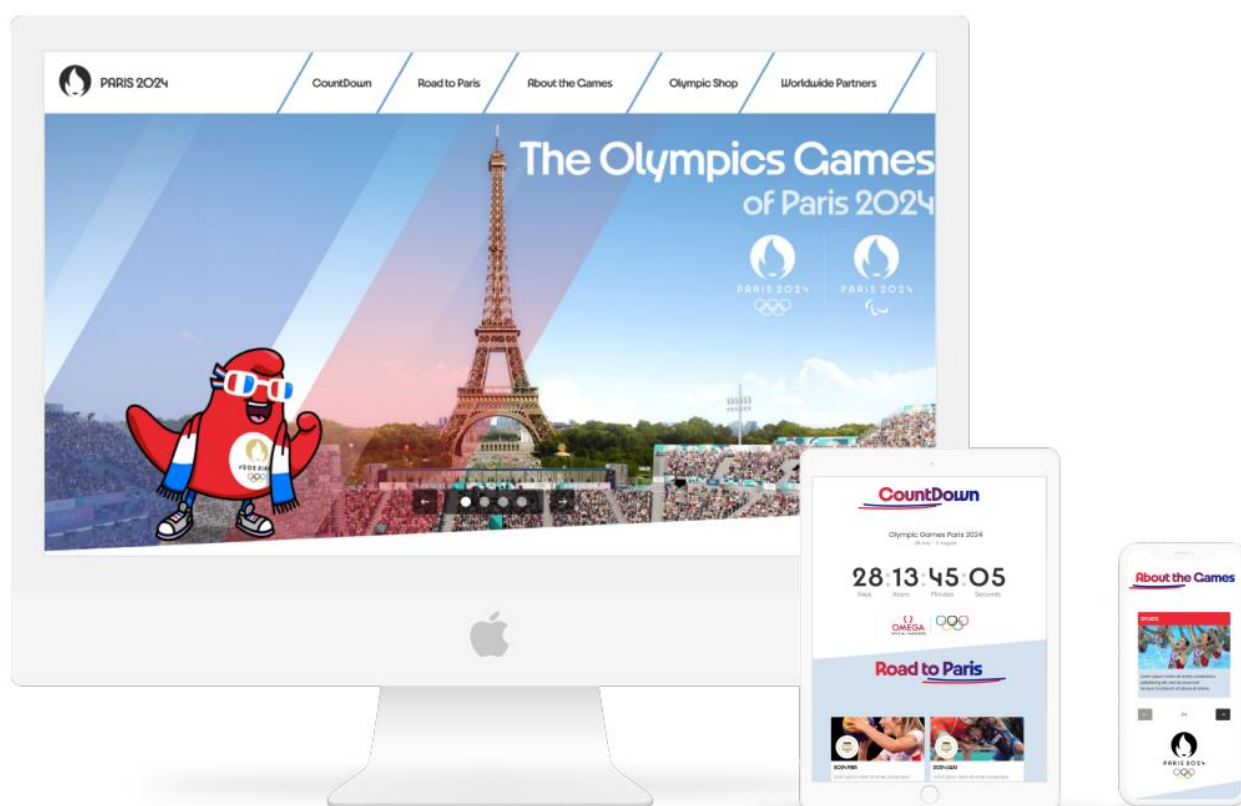 PARIS 2024
CountDown
Road to Paris
About the Games
Olympic Shop
Worldwide Partners
The Olympics Games
of Paris 2024
PARIS 2024
PARIS 2024
CountDown
Olympic Games Paris 2024
28:13:45:05
Days Hours Minutes Seconds
OMEGA
OFFICIAL TIMEKEEPER
Road to Paris
About the Games
SPORTS
PARIS 2024